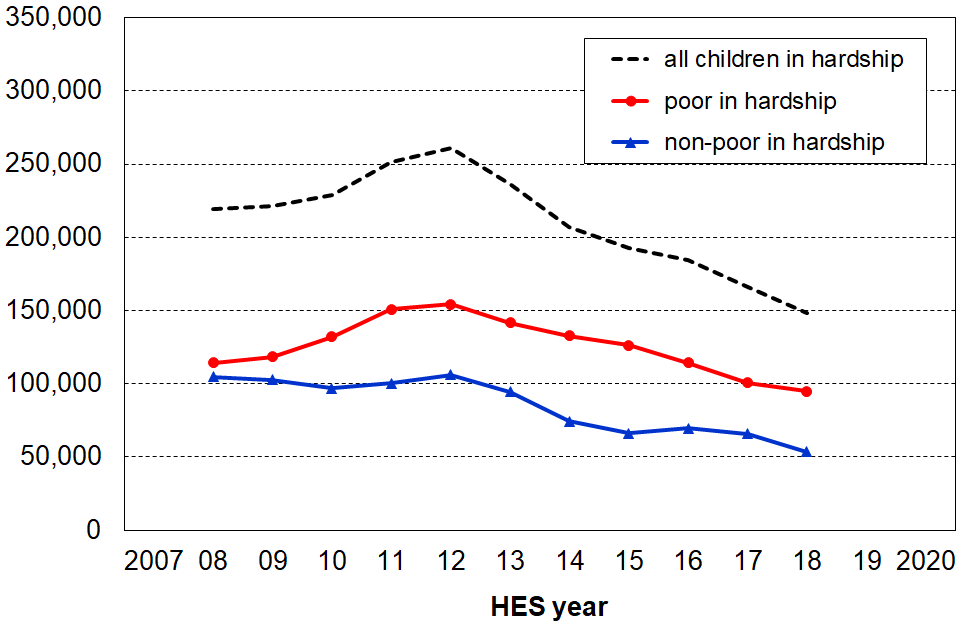 350,000
300,000
250,000
200,000
150,000
100,000
50,000
0
all children in hardship
poor in hardship
non-poor in hardship
2007 08 09 10 11 12 13 14 15 16 17 18 19 2020
HES year